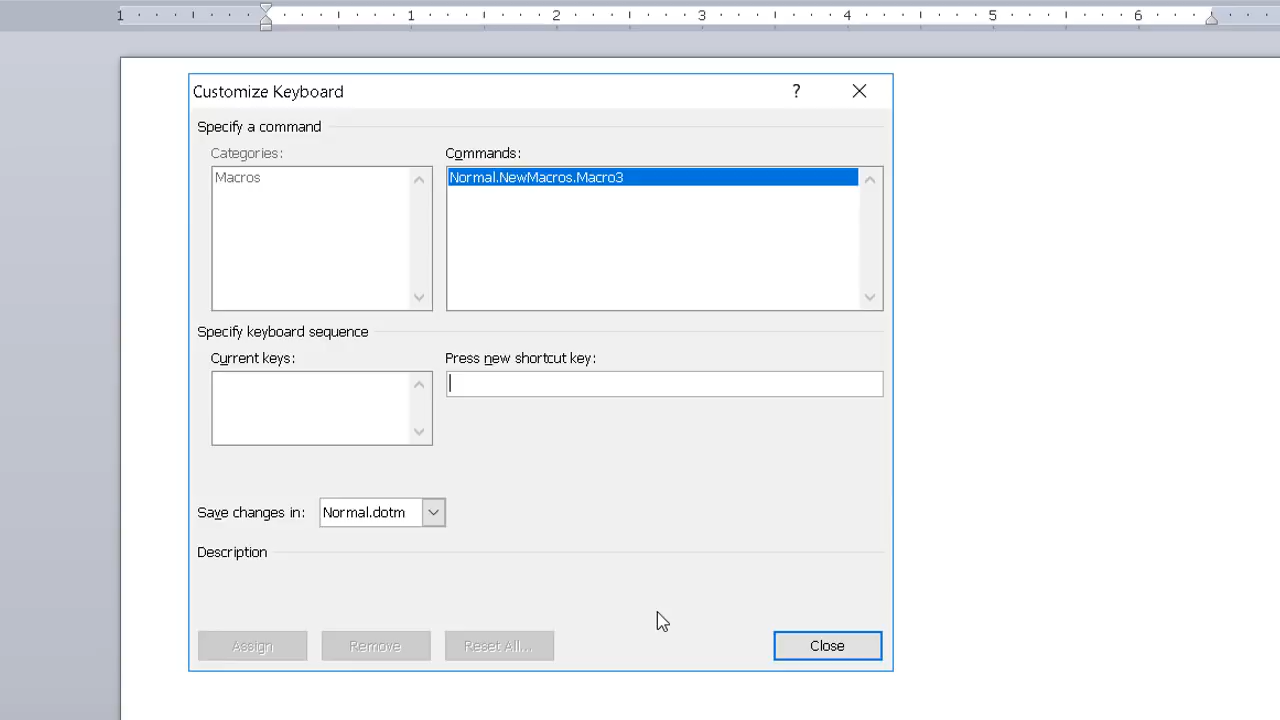 1 1 2 3 4 5 6
Customize Keyboard ?
Specify a command
Categories: Commands:
Macros Normal.NewMacros.Macro3
Specify keyboard sequence
Current keys: Press new shortcut key:
Save changes in: Normal.dotm
Description
Assign Remove Reset All... Close